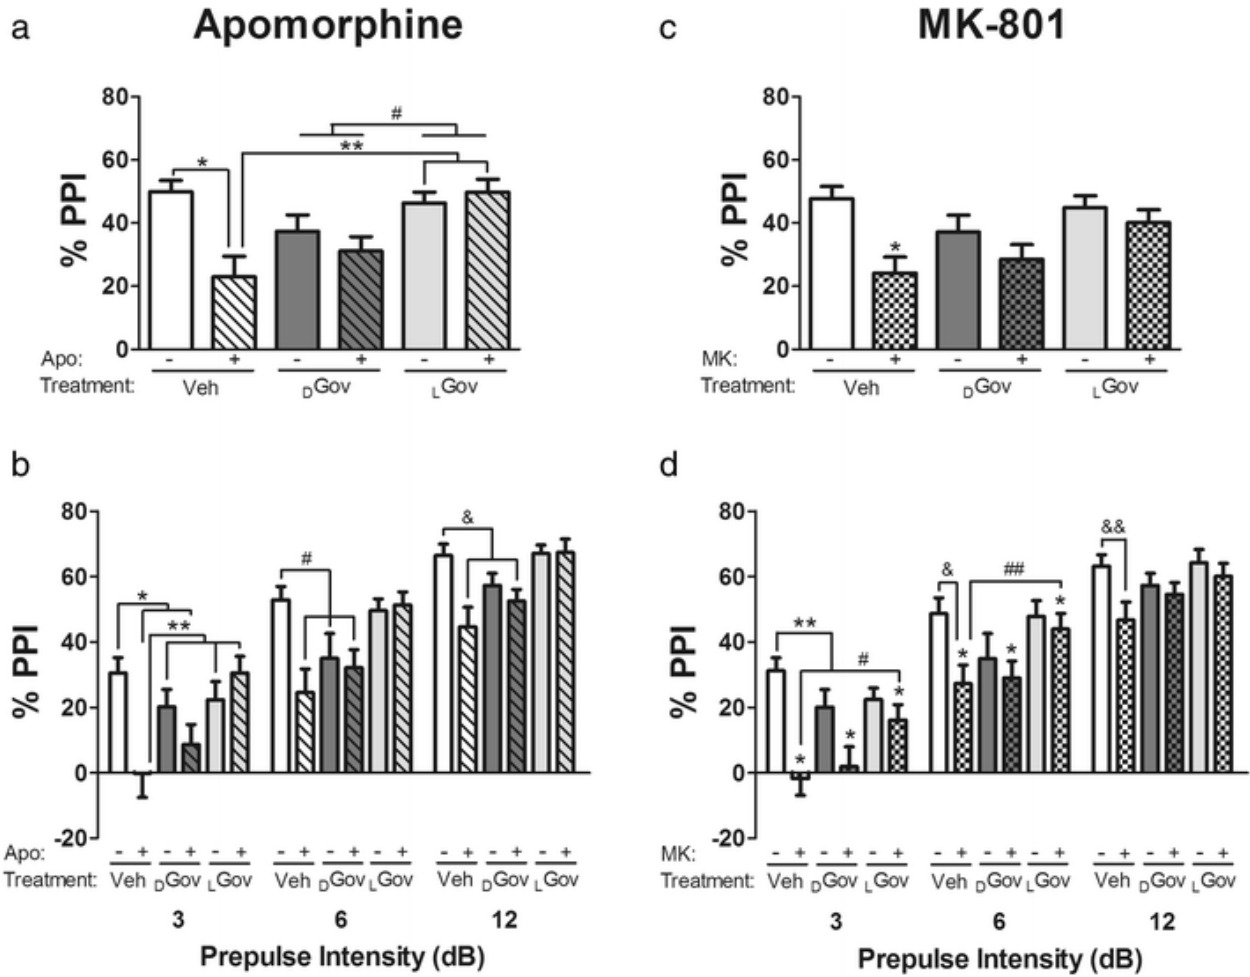 a
Apomorphine
80
60
40
20
0
% PPI
*
**
#
Apo: - + - + - +
Treatment: Veh DGov LGov
c
MK-801
80
60
40
20
0
% PPI
*
MK: - + - + - +
Treatment: Veh DGov LGov
b
80
60
40
20
0
-20
% PPI
*
**
#
&
Apo: - + - + - + - + - + - + - + - + - +
Treatment: Veh DGov LGov Veh DGov LGov Veh DGov LGov
3 6 12
Prepulse Intensity (dB)
d
80
60
40
20
0
-20
% PPI
**
#
* * *
&
##
* * *
&&
MK: - + - + - + - + - + - + - + - + - +
Treatment: Veh DGov LGov Veh DGov LGov Veh DGov LGov
3 6 12
Prepulse Intensity (dB)